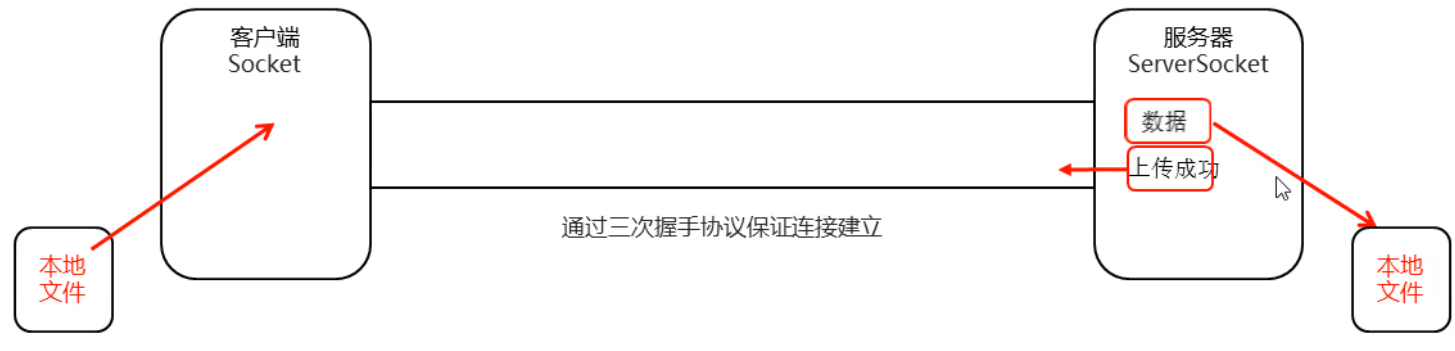 客户端
Socket
服务器
ServerSocket
数据
上传成功
通过三次握手协议保证连接建立
本地
文件
本地
文件